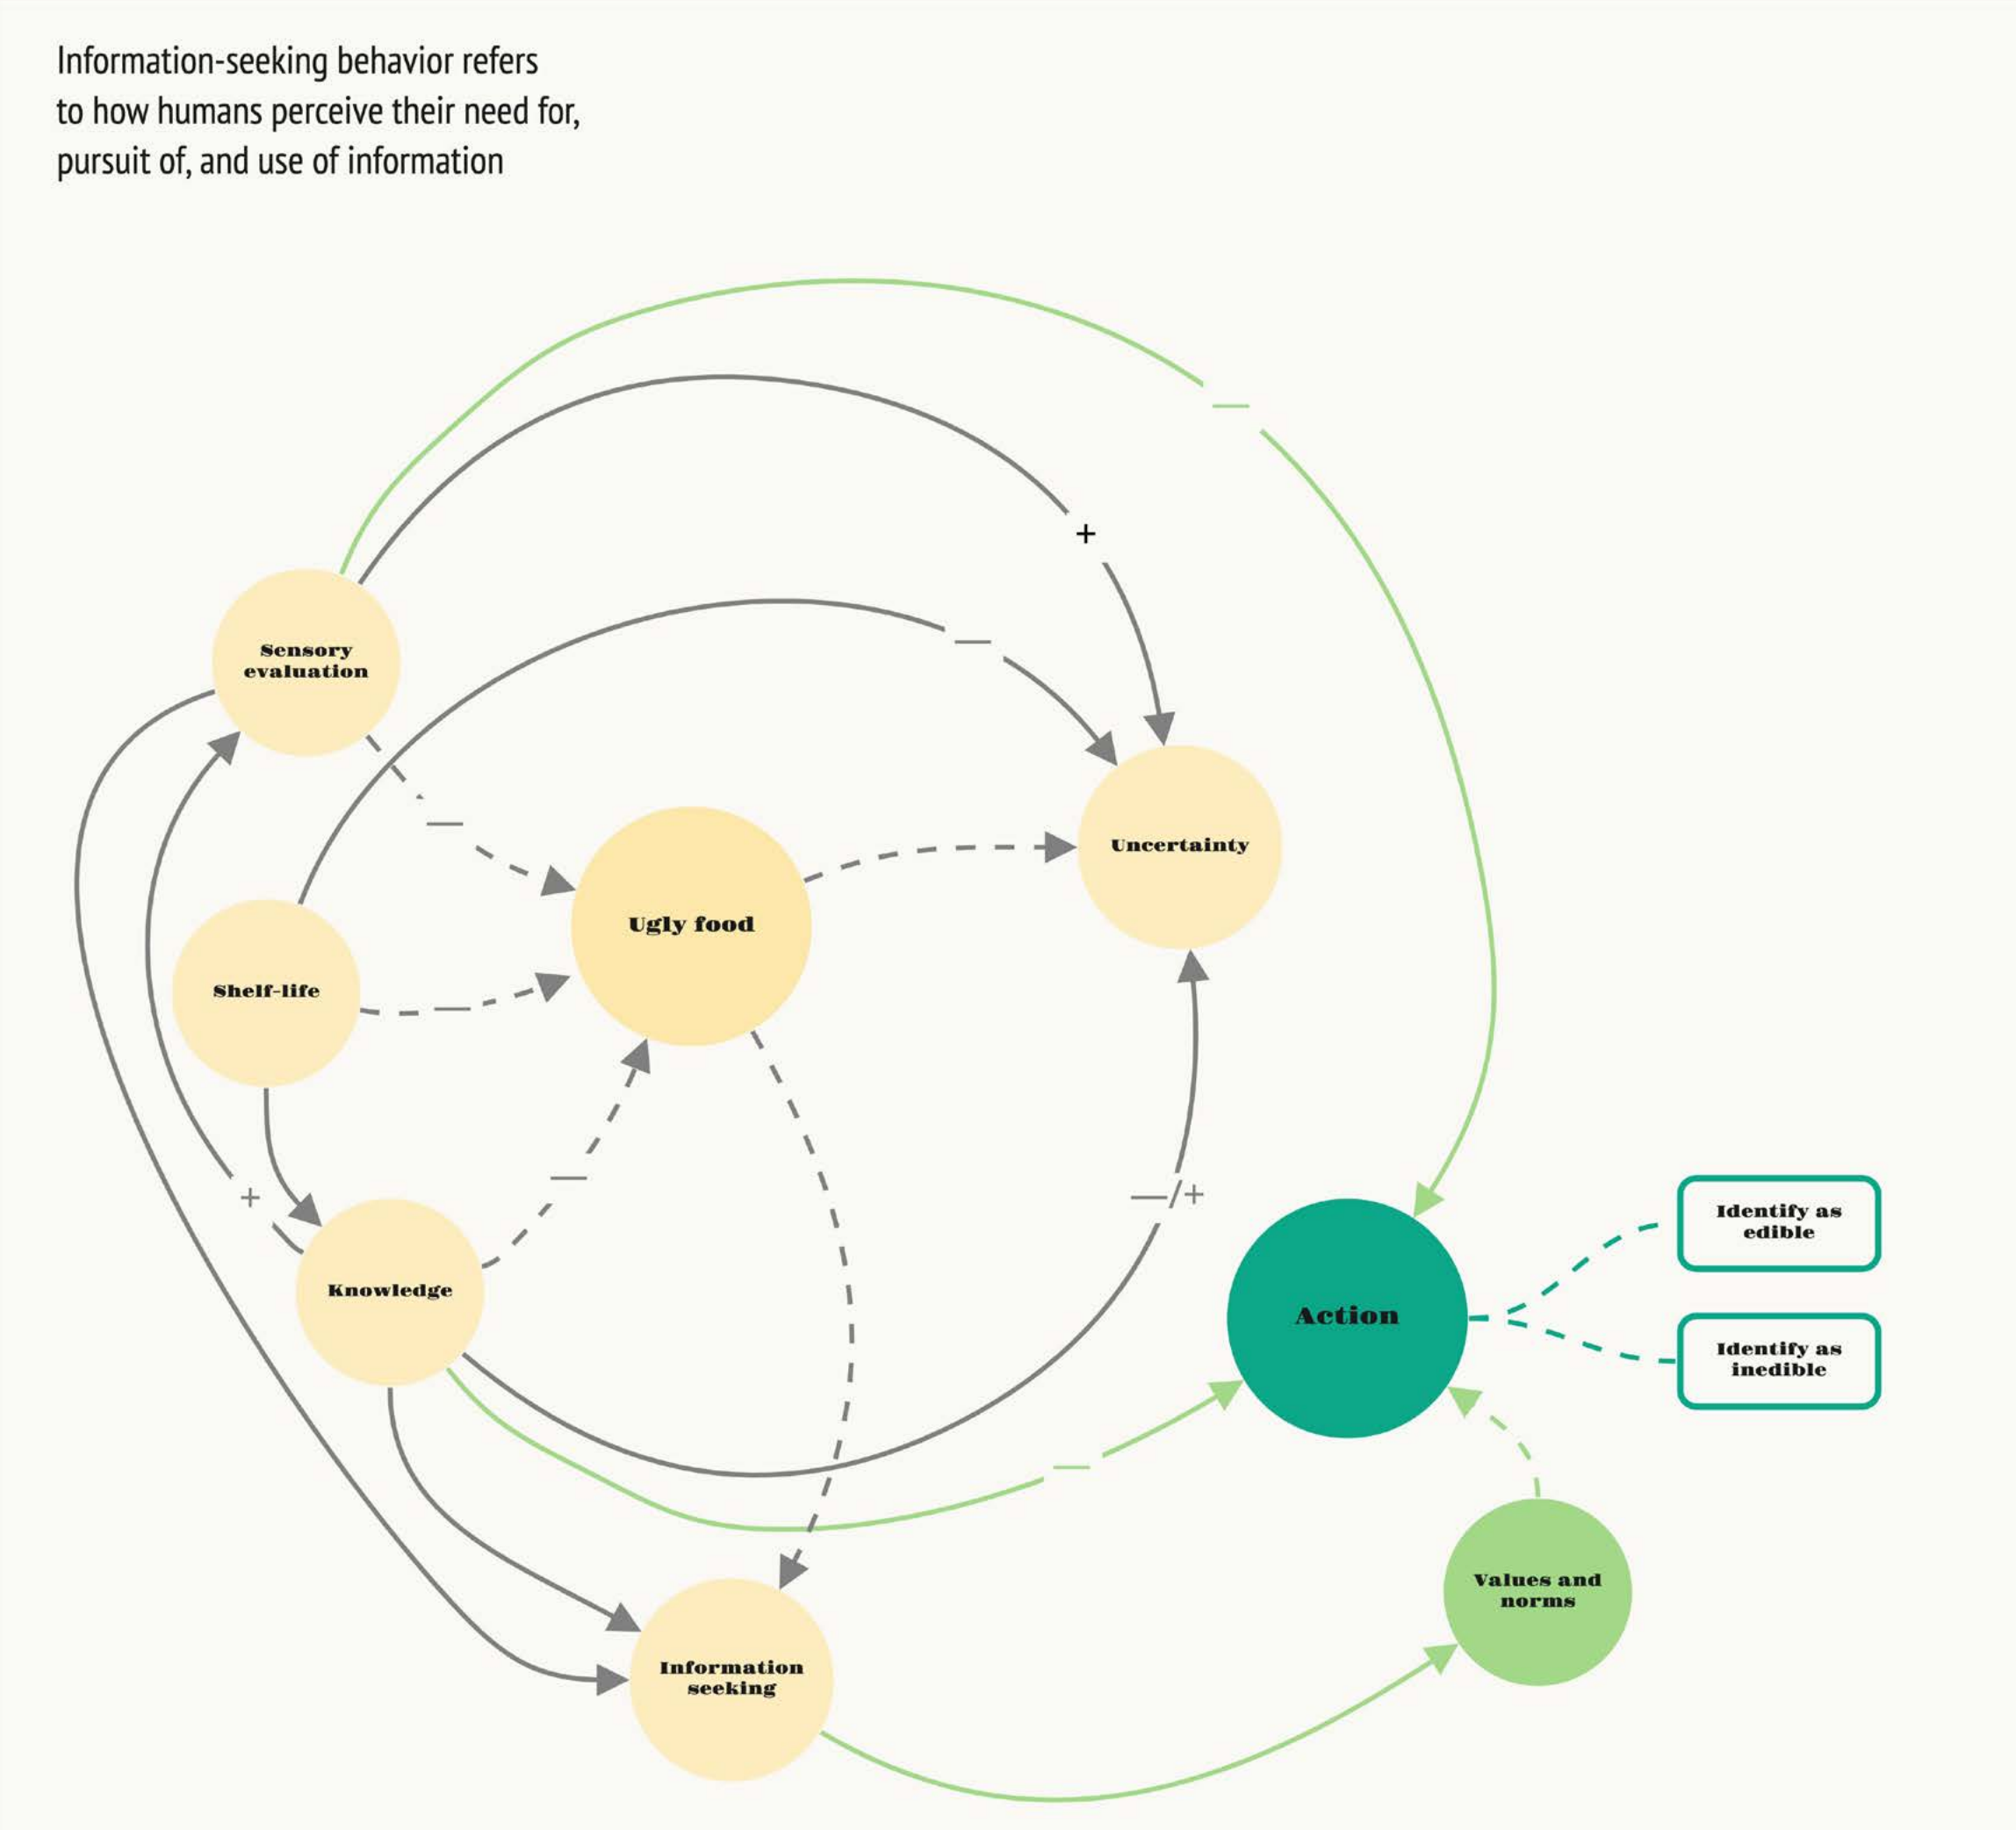 Information-seeking behavior refers
to how humans perceive their need for,
pursuit of, and use of information
—
+
—
Sensory
evaluation
—
Uncertainty
Ugly food
Shelf-life
—
—
+
—/+
Identify as
edible
Knowledge
Action
Identify as
inedible
—
Values and
norms
Information
seeking